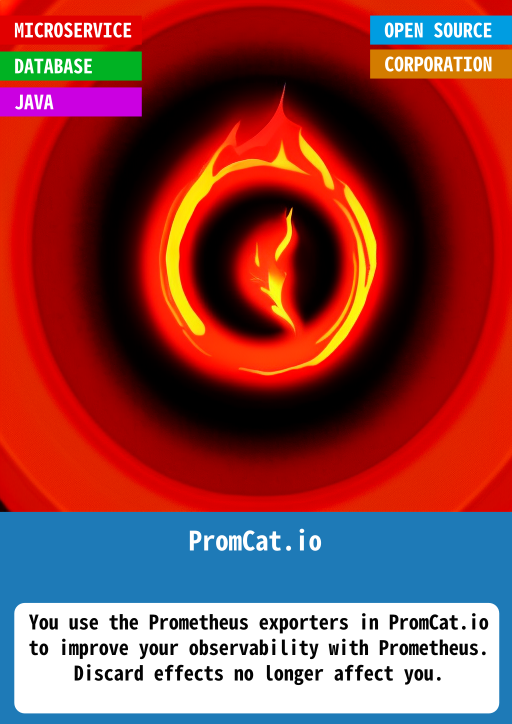 MICROSERVICE
DATABASE
JAVA
OPEN SOURCE
CORPORATION
PromCat.io
You use the Prometheus exporters in PromCat.io
to improve your observability with Prometheus.
Discard effects no longer affect you.